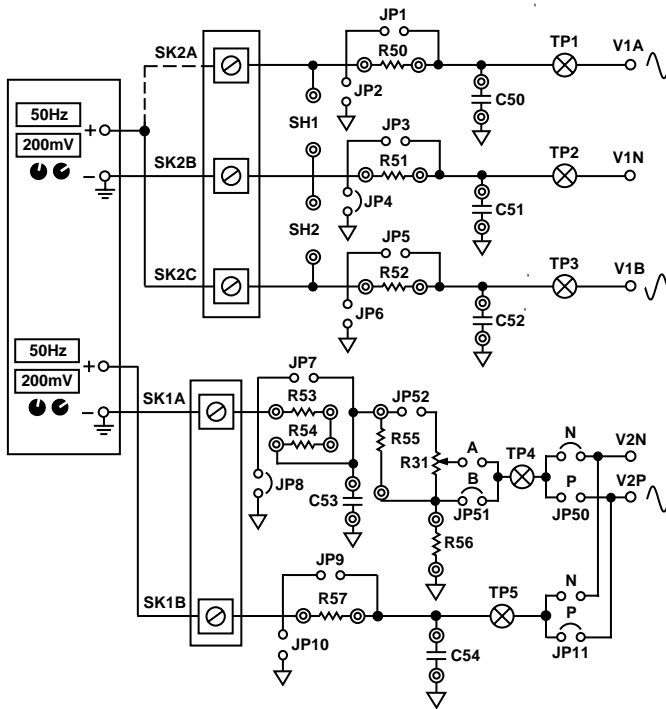 JP1
SK2A
R50
TP1
V1A
JP2
C50
50Hz
200mV
+
−
SH1
JP3
SK2B
R51
TP2
V1N
JP4
C51
SH2
JP5
SK2C
R52
TP3
V1B
JP6
C52
50Hz
200mV
+
−
JP7
SK1A
R53
R54
JP52
R55
R31
A
B
TP4
N
P
V2N
V2P
JP8
C53
JP51
JP50
R56
JP9
SK1B
R57
TP5
N
P
JP10
C54
JP11